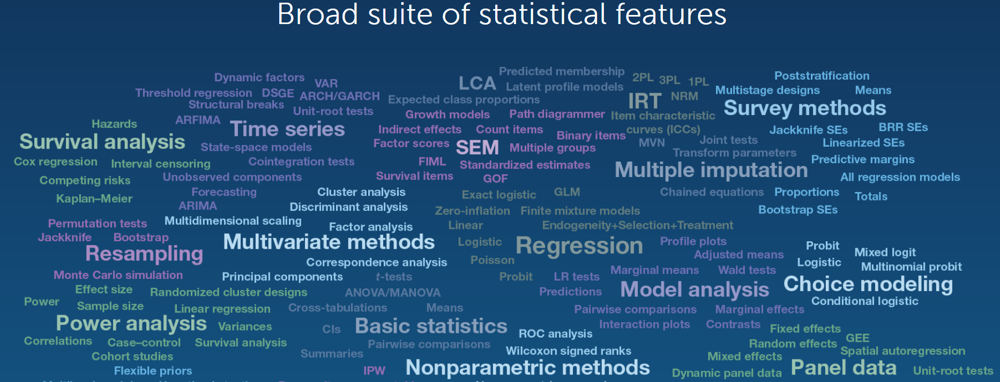 Broad suite of statistical features
Predicted membership
Dynamic factors
VAR
LCA
Latent profile models
2PL
3PL
1PL
Poststratification
Threshold regression
DSGE
ARCH/GARCH
Expected class proportions
IRT
NRM
Multistage designs
Means
Structural breaks
Unit-root tests
Growth models
Path diagrammer
Item characteristic
curves (ICCs)
Survey methods
Hazards
ARFIMA
Time series
Indirect effects
Count items
Binary items
Jackknife SEs
BRR SEs
Survival analysis
State-space models
Factor scores
SEM
Multiple groups
MVN
Joint tests
Linearized SEs
Transform parameters
Cox regression
Interval censoring
Cointegration tests
FIML
Standardized estimates
Multiple imputation
Predictive margins
Competing risks
Unobserved components
Survival items
GOF
All regression models
Kaplan–Meier
Forecasting
Cluster analysis
Exact logistic
GLM
Chained equations
Proportions
Totals
ARIMA
Discriminant analysis
Zero-inflation
Finite mixture models
Bootstrap SEs
Permutation tests
Multidimensional scaling
Factor analysis
Linear
Endogeneity+Selection+Treatment
Jackknife
Bootstrap
Multivariate methods
Logistic
Regression
Profile plots
Probit
Mixed logit
Resampling
Correspondence analysis
Poisson
Adjusted means
Logistic
Multinomial probit
Monte Carlo simulation
Principal components
t-tests
Probit
LR tests
Marginal means
Wald tests
Choice modeling
Effect size
Randomized cluster designs
ANOVA/MANOVA
Predictions
Model analysis
Conditional logistic
Power
Sample size
Linear regression
Cross-tabulations
Means
Pairwise comparisons
Marginal effects
Power analysis
Variances
CIs
Basic statistics
ROC analysis
Interaction plots
Contrasts
Fixed effects
Correlations
Case–control
Survival analysis
Pairwise comparisons
Random effects
GEE
Cohort studies
Summaries
Wilcoxon signed ranks
Mixed effects
Spatial autoregression
Flexible priors
IPW
Nonparametric methods
Dynamic panel data
Panel data
Unit-root tests